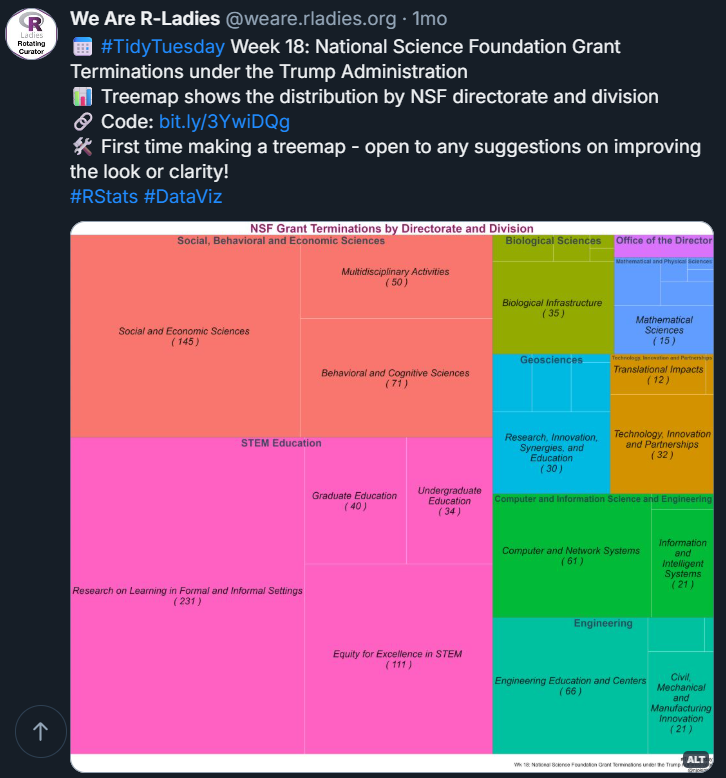 We Are R-Ladies @weare.rladies.org · 1mo
R
Ladies
Rotating
Curator
#TidyTuesday Week 18: National Science Foundation Grant
Terminations under the Trump Administration
Treemap shows the distribution by NSF directorate and division
Code: bit.ly/3YwiDQg
First time making a treemap - open to any suggestions on improving
the look or clarity!
#RStats #DataViz
NSF Grant Terminations by Directorate and Division
Social, Behavioral and Economic Sciences
Social and Economic Sciences
( 145 )
Multidisciplinary Activities
( 50 )
Behavioral and Cognitive Sciences
( 71 )
STEM Education
Research on Learning in Formal and Informal Settings
( 231 )
Graduate Education
( 40 )
Undergraduate
Education
( 34 )
Equity for Excellence in STEM
( 111 )
Biological Sciences
Biological Infrastructure
( 35 )
Office of the Director
Mathematical and Physical Sciences
Mathematical
Sciences
( 15 )
Geosciences
Research, Innovation,
Synergies, and
Education
( 30 )
Technology, Innovation and Partnerships
Translational Impacts
( 12 )
Technology, Innovation
and Partnerships
( 32 )
Computer and Information Science and Engineering
Computer and Network Systems
( 61 )
Information
and
Intelligent
Systems
( 21 )
Engineering
Engineering Education and Centers
( 66 )
Civil,
Mechanical
and
Manufacturing
Innovation
( 21 )
Wk 18: National Science Foundation Grant Terminations under the Trump
ALT